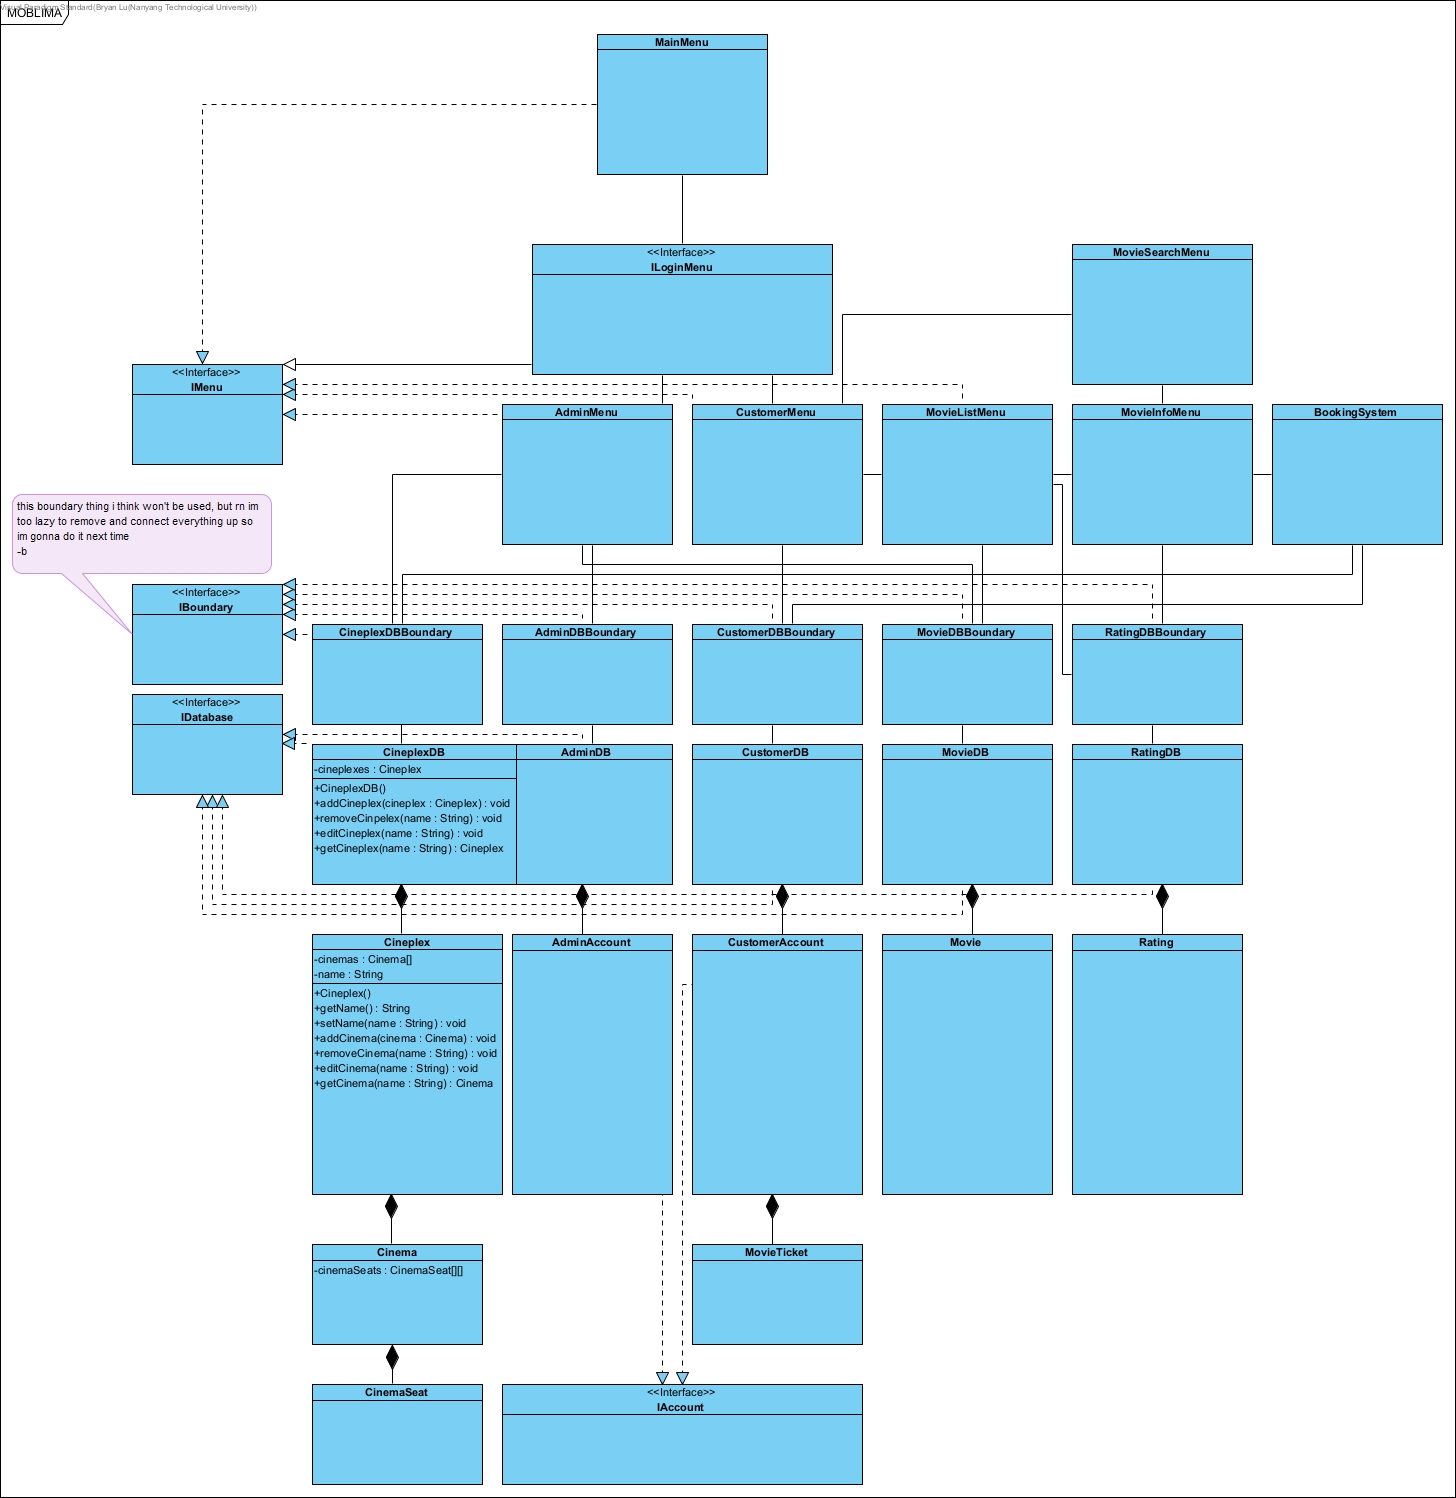 Visual Paradigm Standard(Bryan Lu(Nanyang Technological University))
MOBLIMA
MainMenu
<<Interface>>
ILoginMenu
MovieSearchMenu
<<Interface>>
IMenu
AdminMenu
CustomerMenu
MovieListMenu
MovieInfoMenu
BookingSystem
this boundary thing i think won't be used, but rn im
too lazy to remove and connect everything up so
im gonna do it next time
-b
<<Interface>>
IBoundary
CineplexDBBoundary
AdminDBBoundary
CustomerDBBoundary
MovieDBBoundary
RatingDBBoundary
<<Interface>>
IDatabase
CineplexDB
-cineplexes : Cineplex
+CineplexDB()
+addCineplex(cineplex : Cineplex) : void
+removeCinpelex(name : String) : void
+editCineplex(name : String) : void
+getCineplex(name : String) : Cineplex
AdminDB
CustomerDB
MovieDB
RatingDB
Cineplex
-cinemas : Cinema[]
-name : String
+Cineplex()
+getName() : String
+setName(name : String) : void
+addCinema(cinema : Cinema) : void
+removeCinema(name : String) : void
+editCinema(name : String) : void
+getCinema(name : String) : Cinema
AdminAccount
CustomerAccount
Movie
Rating
Cinema
-cinemaSeats : CinemaSeat[][]
MovieTicket
CinemaSeat
<<Interface>>
IAccount